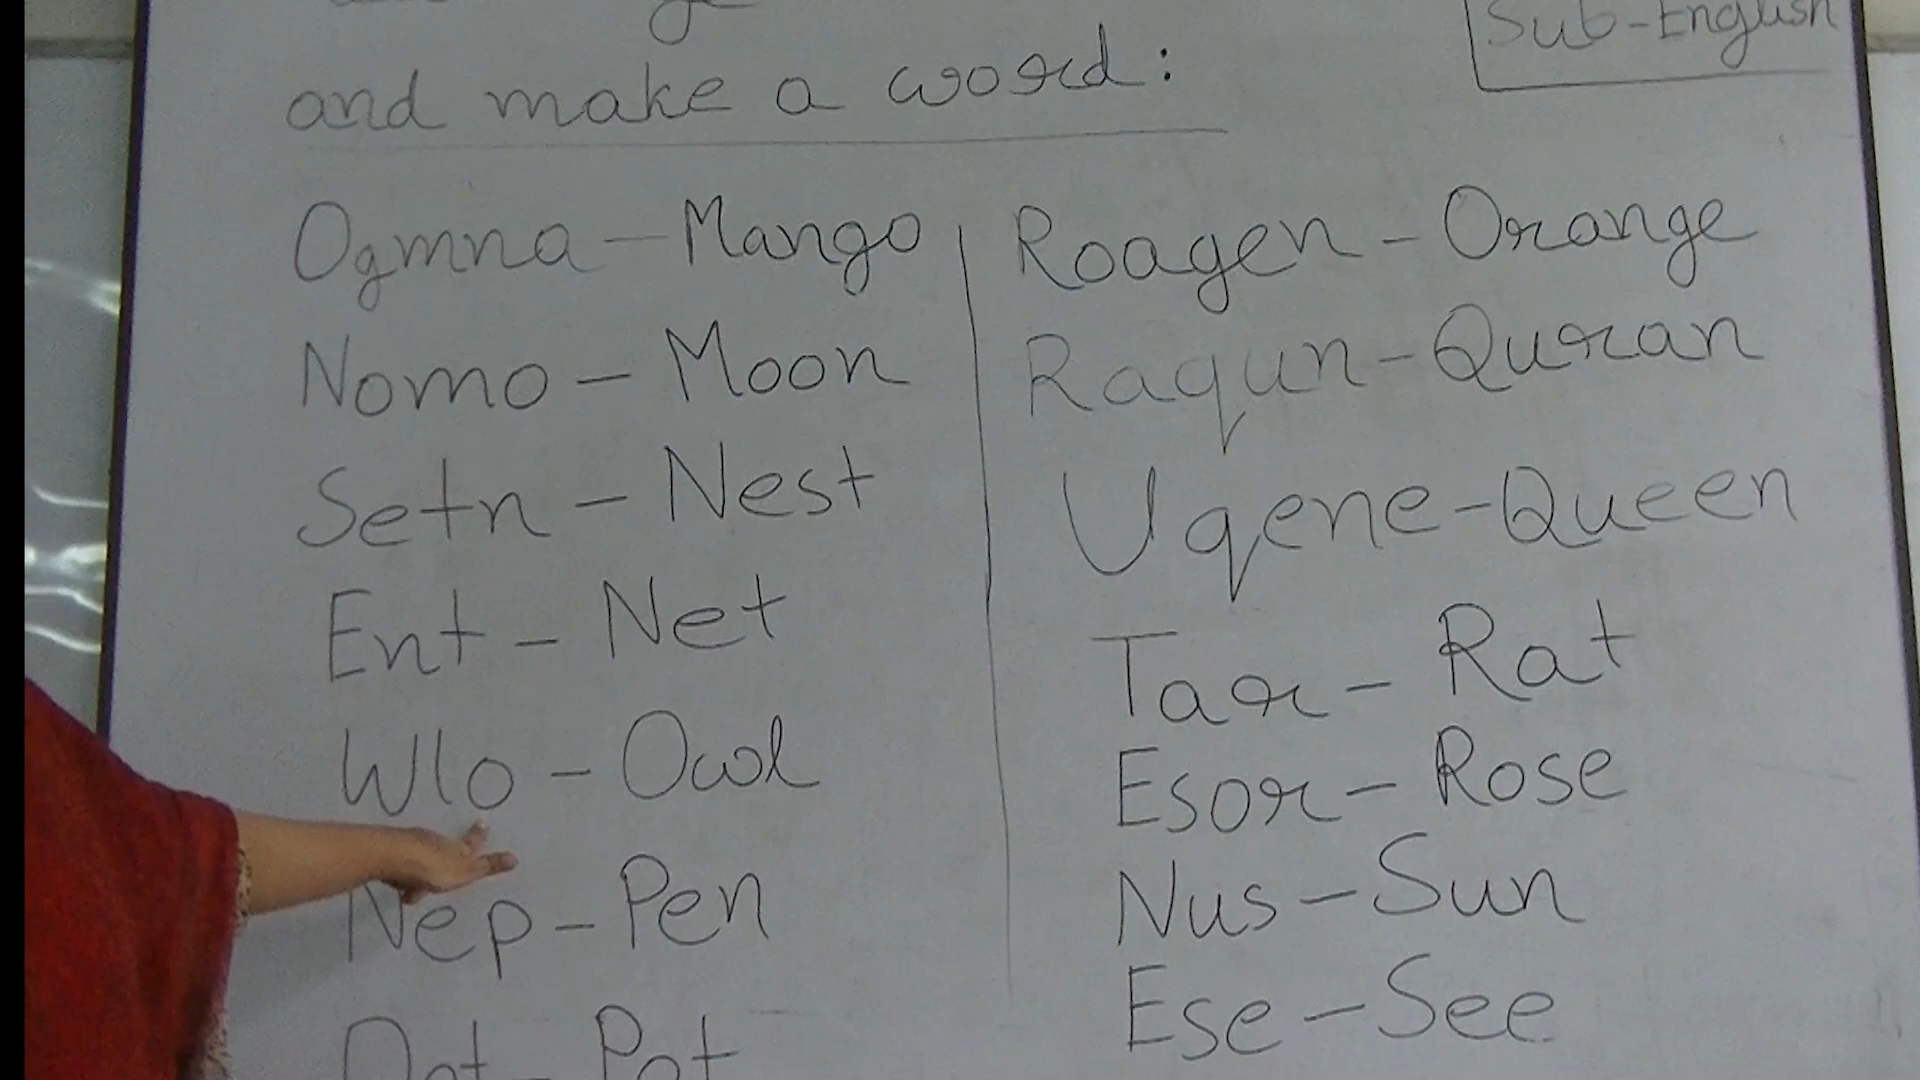 Sub-English
and make a word:
Ogmna - Mango
Nomo - Moon
Setn - Nest
Ent - Net
Wlo - Owl
Nep - Pen
Pot
Roagen - Orange
Raqun - Quran
Uqene - Queen
Tar - Rat
Esor - Rose
Nus - Sun
Ese - See